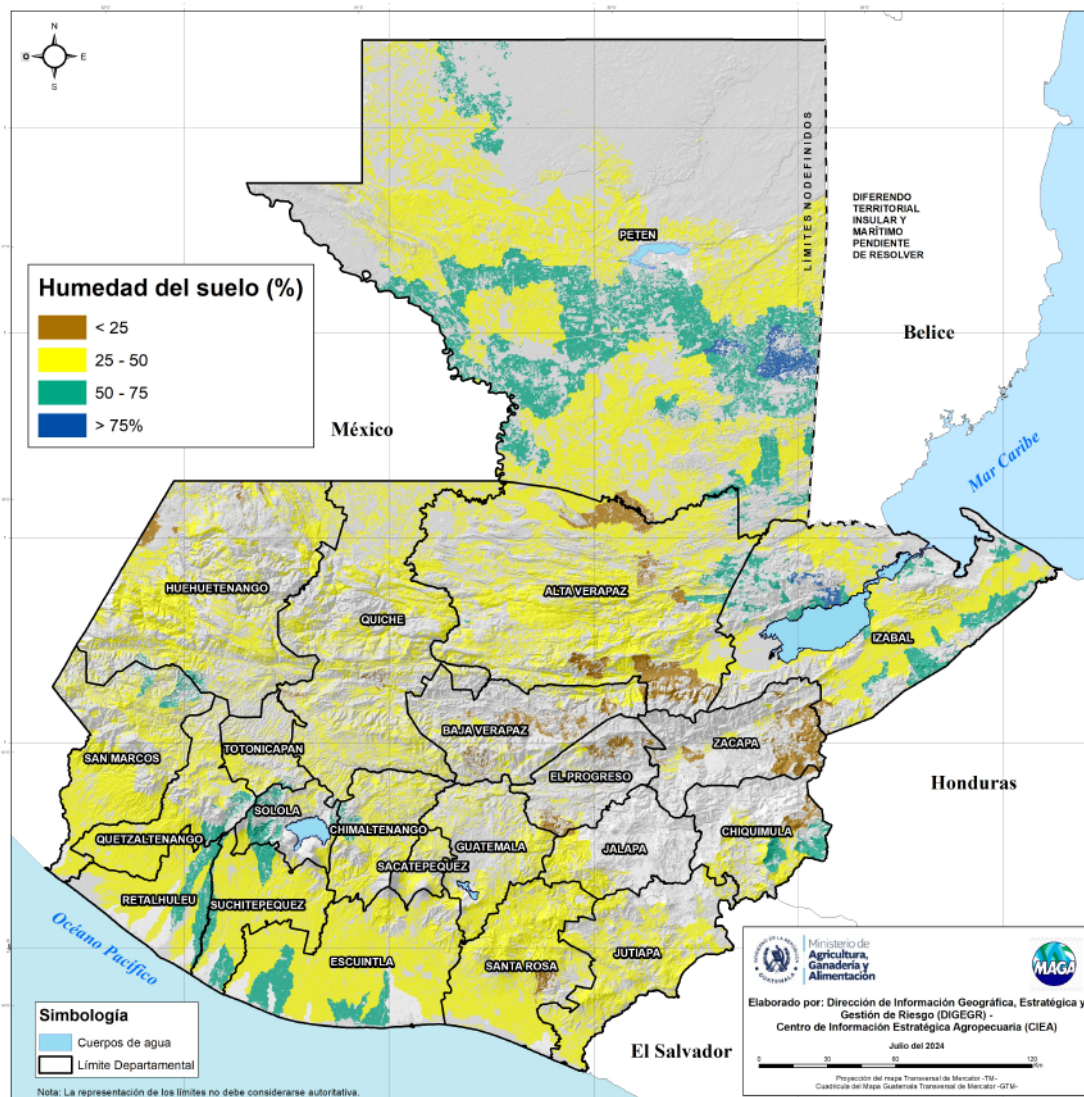 N
E
S
LÍMITES NO DEFINIDOS
DIFERENDO
TERRITORIAL
INSULAR Y
MARÍTIMO
PENDIENTE
DE RESOLVER
PETEN
Humedad del suelo (%)
< 25
25 - 50
50 - 75
> 75%
Belice
México
Mar Caribe
HUEHUETENANGO
QUICHE
ALTA VERAPAZ
IZABAL
BAJA VERAPAZ
ZACAPA
SAN MARCOS
TOTONICAPAN
EL PROGRESO
Honduras
SOLOLA
QUETZALTENANGO
CHIMALTENANGO
GUATEMALA
JALAPA
CHIQUIMULA
SACATEPEQUEZ
RETALHULEU
SUCHITEPEQUEZ
Océano Pacífico
ESCUINTLA
SANTA ROSA
JUTIAPA
El Salvador
Simbología
Cuerpos de agua
Límite Departamental
Nota: La representación de los límites no debe considerarse autoritativa.
GUATEMALA
Ministerio de
Agricultura,
Ganadería y
Alimentación
MAGA
Elaborado por: Dirección de Información Geográfica, Estratégica y
Gestión de Riesgo (DIGEGR) -
Centro de Información Estratégica Agropecuaria (CIEA)
Julio del 2024
0 30 60 120
Km
Proyección del mapa Transversal de Mercator -TM-
Cuadrícula del Mapa Guatemala Transversal de Mercator -GTM-